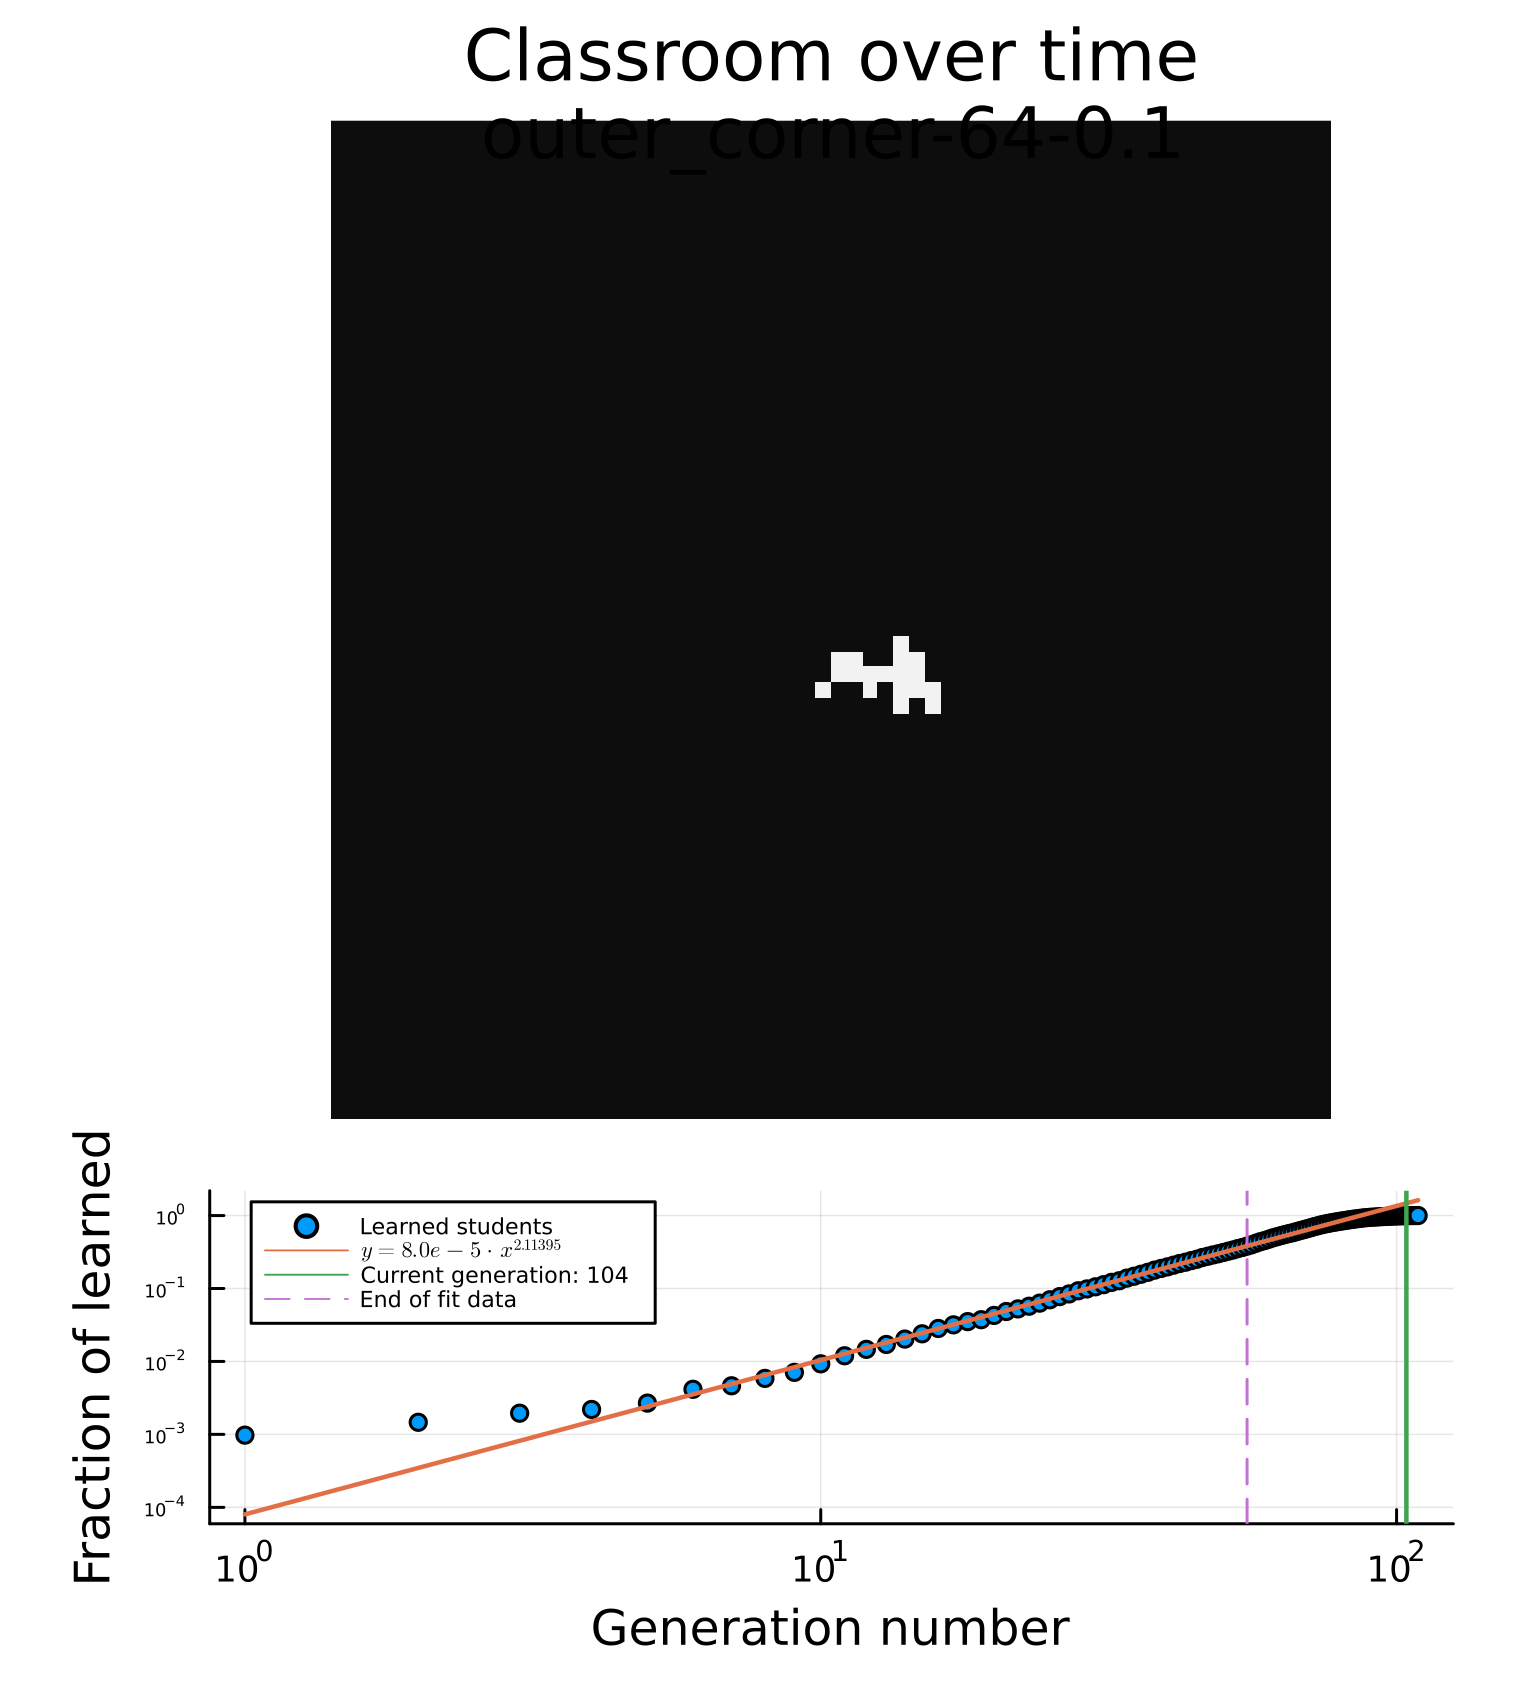 Classroom over time
outer_corner-64-0.1
Fraction of learned
10^0
10^-1
10^-2
10^-3
10^-4
Learned students
y = 8.0e − 5 · x^2.11395
Current generation: 104
End of fit data
10^0 10^1 10^2
Generation number